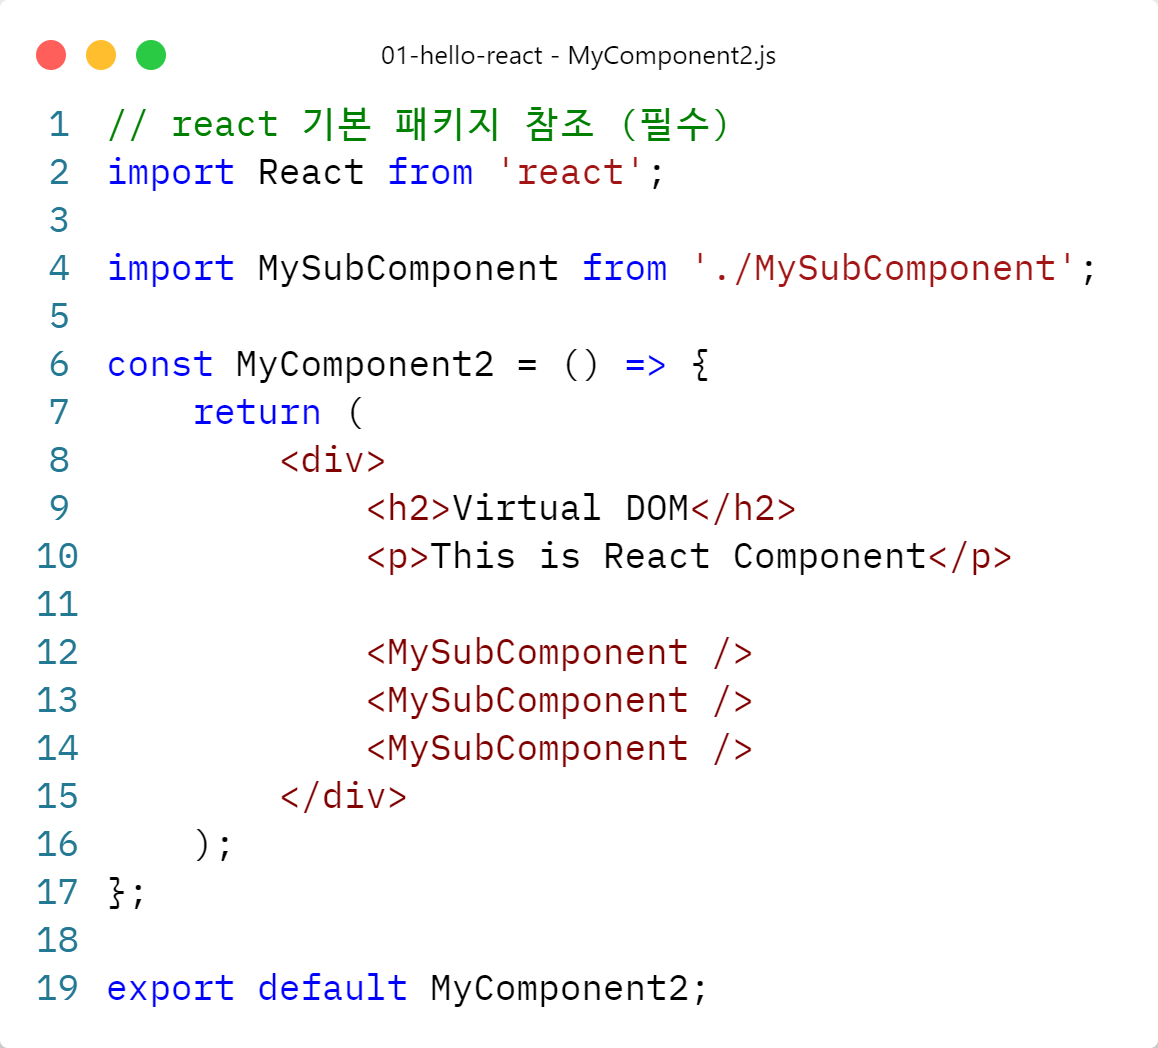 01-hello-react - MyComponent2.js
1 // react 기본 패키지 참조 (필수)
2 import React from 'react';
3
4 import MySubComponent from './MySubComponent';
5
6 const MyComponent2 = () => {
7     return (
8         <div>
9             <h2>Virtual DOM</h2>
10             <p>This is React Component</p>
11
12             <MySubComponent />
13             <MySubComponent />
14             <MySubComponent />
15         </div>
16     );
17 };
18
19 export default MyComponent2;